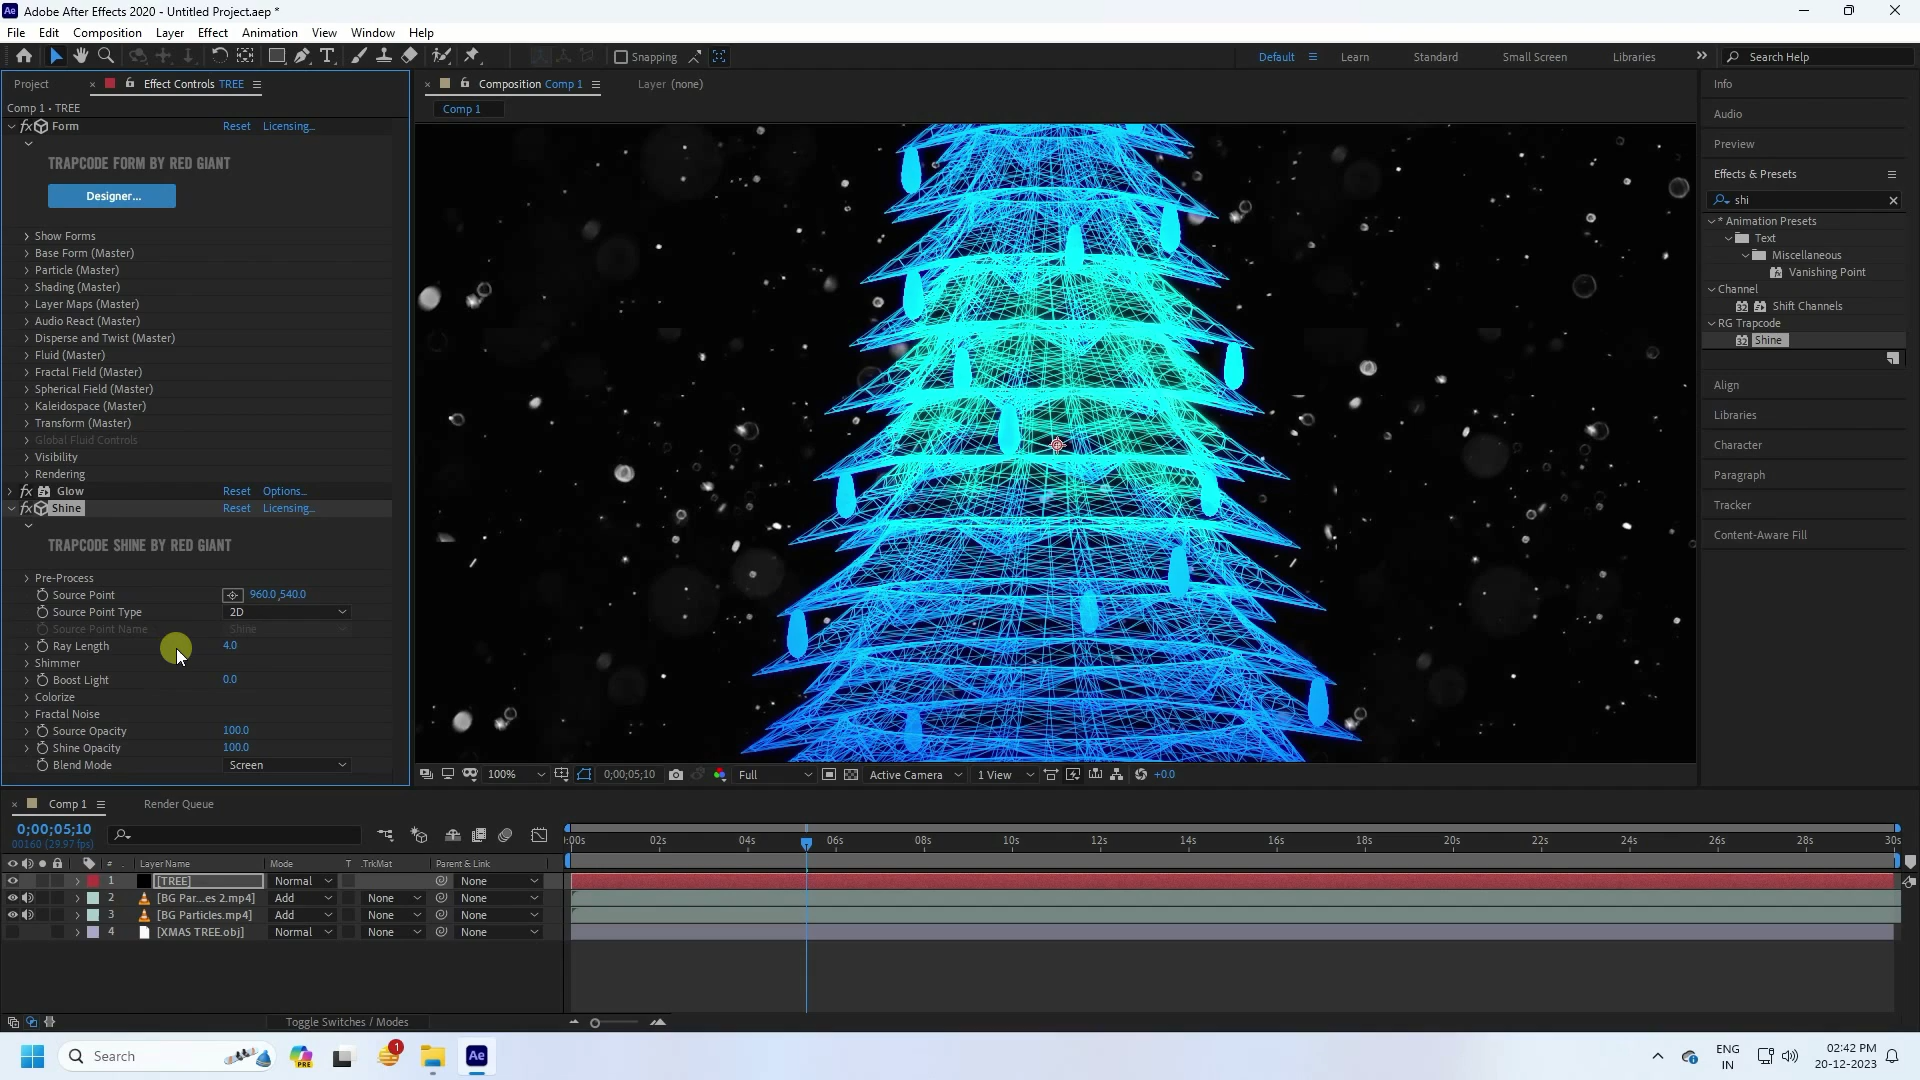 Adobe After Effects 2020 - Untitled Project.aep *
File Edit Composition Layer Effect Animation View Window Help
Snapping Default Learn Standard Small Screen Libraries Search Help
Project Effect Controls TREE Composition Comp 1 Layer (none) Info
Comp 1 • TREE Comp 1
Form Reset Licensing... Audio
TRAPCODE FORM BY RED GIANT Preview
Designer... Effects & Presets
shi
Show Forms * Animation Presets
Base Form (Master) Text
Particle (Master) Miscellaneous
Shading (Master) Vanishing Point
Layer Maps (Master) Channel
Audio React (Master) Shift Channels
Disperse and Twist (Master) RG Trapcode
Fluid (Master) Shine
Fractal Field (Master)
Spherical Field (Master) Align
Kaleidospace (Master) Libraries
Transform (Master)
Global Fluid Controls Character
Visibility
Rendering Paragraph
Glow Reset Options...
Shine Reset Licensing... Tracker
TRAPCODE SHINE BY RED GIANT Content-Aware Fill
Pre-Process
Source Point 960.0,540.0
Source Point Type 2D
Source Point Name Shine
Ray Length 4.0
Shimmer
Boost Light 0.0
Colorize
Fractal Noise
Source Opacity 100.0
Shine Opacity 100.0
Blend Mode Screen
100% 0;00;05;10 Full Active Camera 1 View +0.0
Comp 1 Render Queue
0;00;05;10
00160 (29.97 fps)
:00s 02s 04s 06s 08s 10s 12s 14s 16s 18s 20s 22s 24s 26s 28s 30s
# Layer Name Mode T .TrkMat Parent & Link
1 [TREE] Normal None
2 [BG Par...es 2.mp4] Add None None
3 [BG Particles.mp4] Add None None
4 [XMAS TREE.obj] Normal None None
Toggle Switches / Modes
Search PRE 1 Ae ENG IN 02:42 PM 20-12-2023